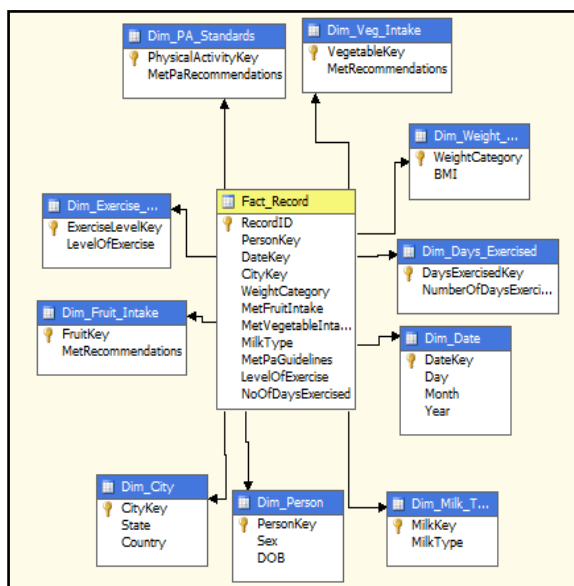 Dim_PA_Standards
PhysicalActivityKey
MetPaRecommendations
Dim_Veg_Intake
VegetableKey
MetRecommendations
Dim_Weight_...
WeightCategory
BMI
Fact_Record
RecordID
PersonKey
DateKey
CityKey
WeightCategory
MetFruitIntake
MetVegetableInta...
MilkType
MetPaGuidelines
LevelOfExercise
NoOfDaysExercised
Dim_Exercise_...
ExerciseLevelKey
LevelOfExercise
Dim_Days_Exercised
DaysExercisedKey
NumberOfDaysExerci...
Dim_Fruit_Intake
FruitKey
MetRecommendations
Dim_Date
DateKey
Day
Month
Year
Dim_City
CityKey
State
Country
Dim_Person
PersonKey
Sex
DOB
Dim_Milk_T...
MilkKey
MilkType